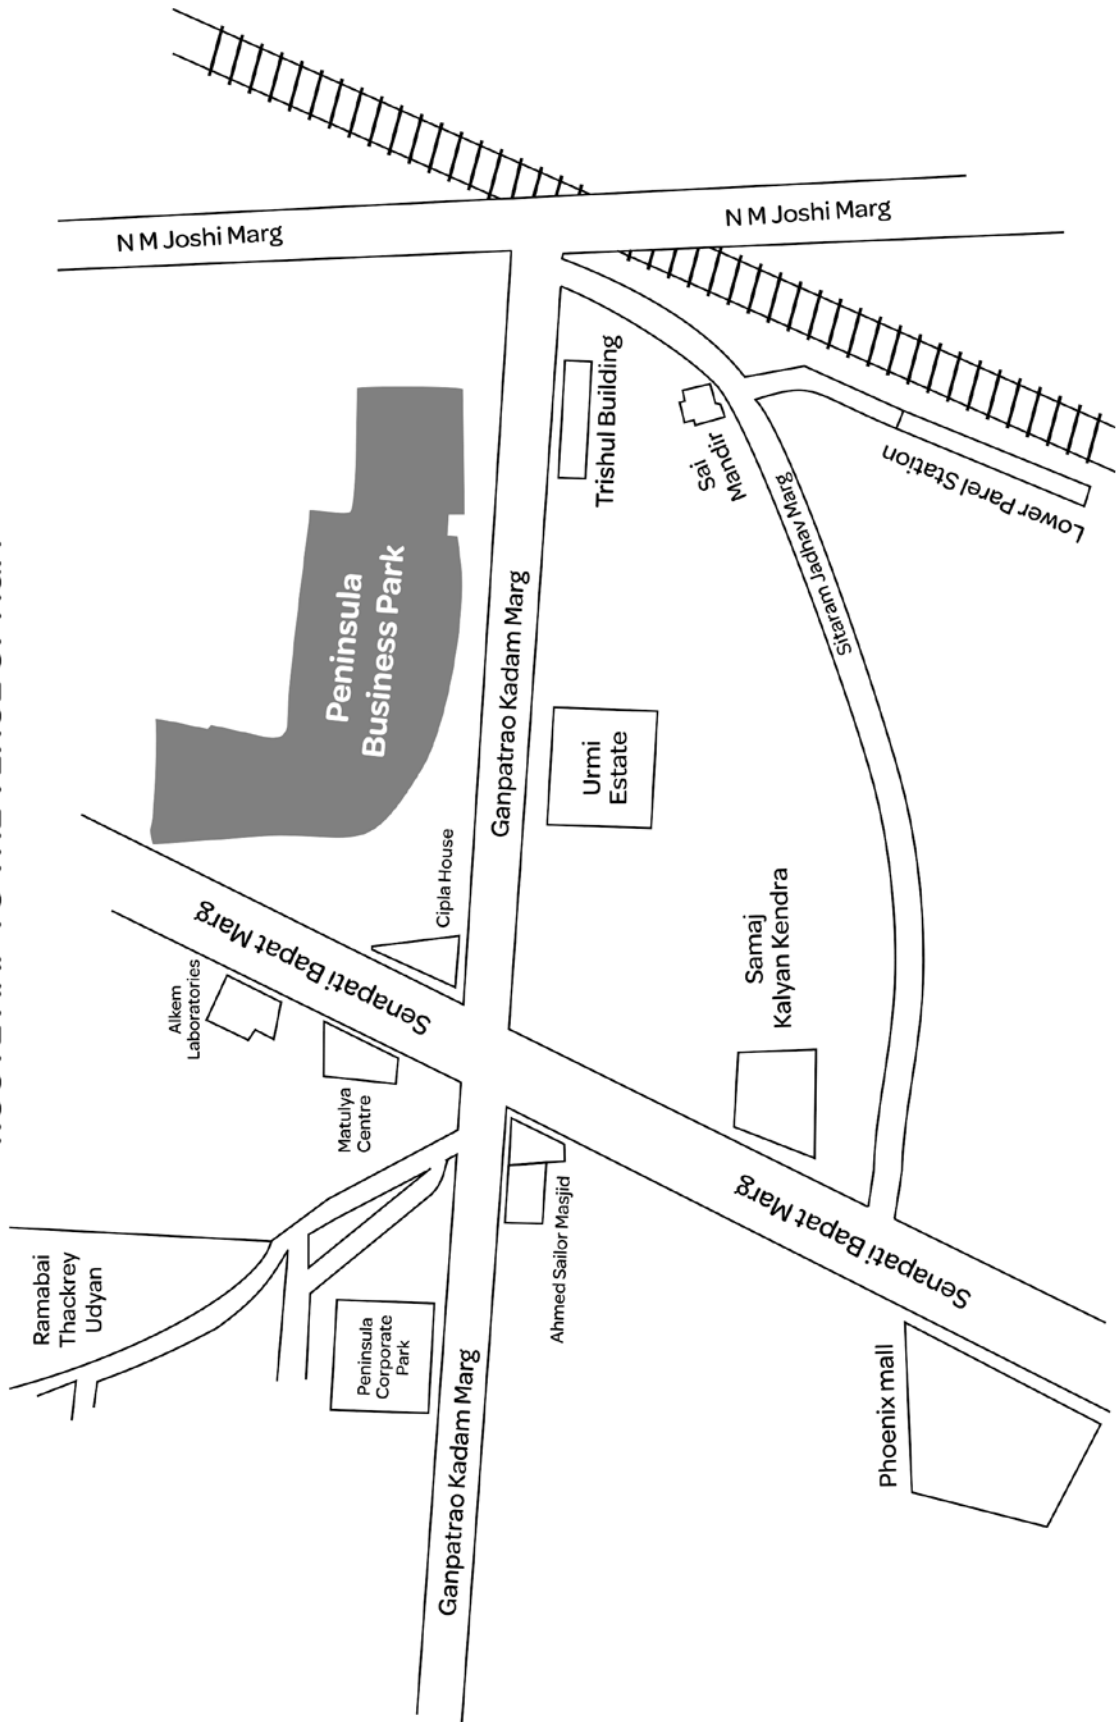 N M Joshi Marg
N M Joshi Marg
Peninsula
Business Park
Trishul Building
Sai
Mandir
Lower Parel Station
Sitaram Jadhav Marg
Ganpatrao Kadam Marg
Urmi
Estate
Cipla House
Senapati Bapat Marg
Alkem
Laboratories
Matulya
Centre
Samaj
Kalyan Kendra
Ahmed Sailor Masjid
Senapati Bapat Marg
Ramabai
Thackrey
Udyan
Peninsula
Corporate
Park
Ganpatrao Kadam Marg
Phoenix mall